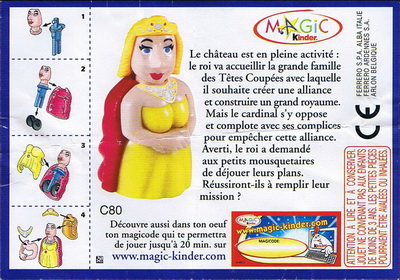 MAGIC
Kinder
Le château est en pleine activité :
le roi va accueillir la grande famille
des Têtes Coupées avec laquelle
il souhaite créer une alliance
et construire un grand royaume.
Mais le cardinal s'y oppose
et complote avec ses complices
pour empêcher cette alliance.
Averti, le roi a demandé
aux petits mousquetaires
de déjouer leurs plans.
Réussiront-ils à remplir leur
mission ?
1
2
3
C80
Découvre aussi dans ton oeuf
ton magicode qui te permettra
de jouer jusqu'à 20 min. sur
www.magic-kinder.com
MAGIC
Kinder
www.magic-kinder.com
MAGICODE:
FERRERO S.P.A. ALBA ITALIE
FERRERO ARDENNES S.A.
ARLON BELGIQUE
CE
ATTENTION, A LIRE ET A CONSERVER:
JOUET NE CONVENANT PAS AUX ENFANTS
DE MOINS DE 3 ANS. LES PETITES PIECES
POURRAIENT ETRE AVALEES OU INHALEES.